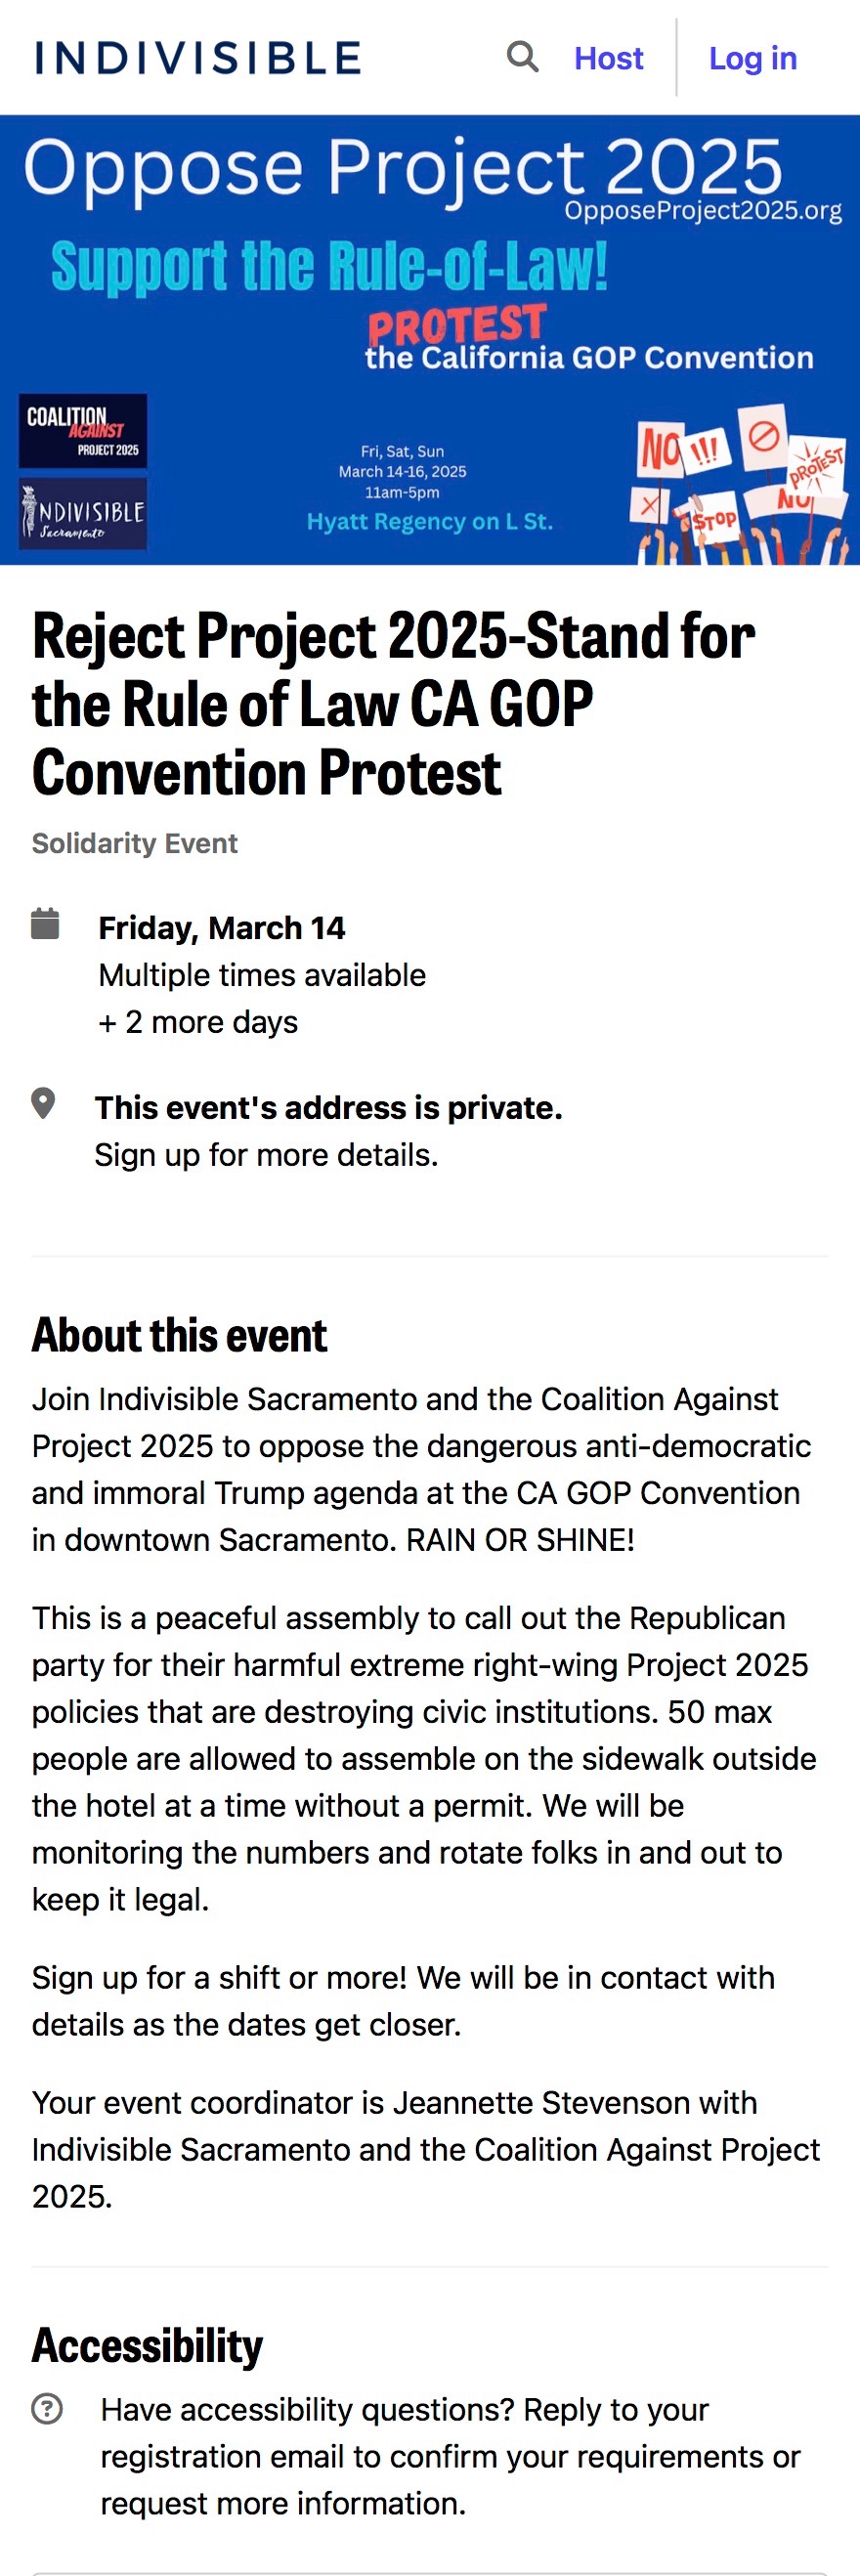 INDIVISIBLE
Host
Log in
Oppose Project 2025
OpposeProject2025.org
Support the Rule-of-Law!
PROTEST
the California GOP Convention
COALITION
AGAINST
PROJECT 2025
INDIVISIBLE
Sacramento
Fri, Sat, Sun
March 14-16, 2025
11am-5pm
Hyatt Regency on L St.
NO
!!!
PROTEST
X
STOP
NO
Reject Project 2025-Stand for
the Rule of Law CA GOP
Convention Protest
Solidarity Event
Friday, March 14
Multiple times available
+ 2 more days
This event's address is private.
Sign up for more details.
About this event
Join Indivisible Sacramento and the Coalition Against
Project 2025 to oppose the dangerous anti-democratic
and immoral Trump agenda at the CA GOP Convention
in downtown Sacramento. RAIN OR SHINE!
This is a peaceful assembly to call out the Republican
party for their harmful extreme right-wing Project 2025
policies that are destroying civic institutions. 50 max
people are allowed to assemble on the sidewalk outside
the hotel at a time without a permit. We will be
monitoring the numbers and rotate folks in and out to
keep it legal.
Sign up for a shift or more! We will be in contact with
details as the dates get closer.
Your event coordinator is Jeannette Stevenson with
Indivisible Sacramento and the Coalition Against Project
2025.
Accessibility
Have accessibility questions? Reply to your
registration email to confirm your requirements or
request more information.